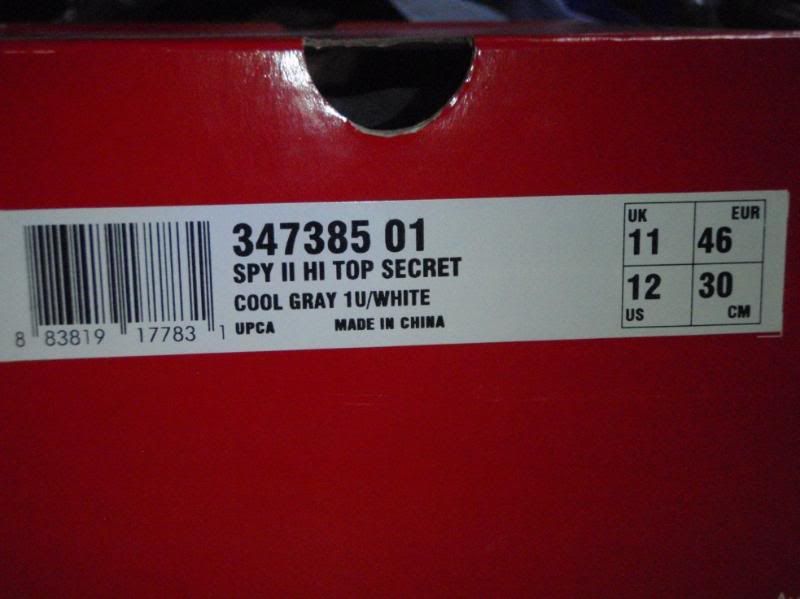 347385 01
SPY II HI TOP SECRET
COOL GRAY 1U/WHITE
UPCA MADE IN CHINA
8 83819 17783 1
UK EUR
11 46
12 30
US CM